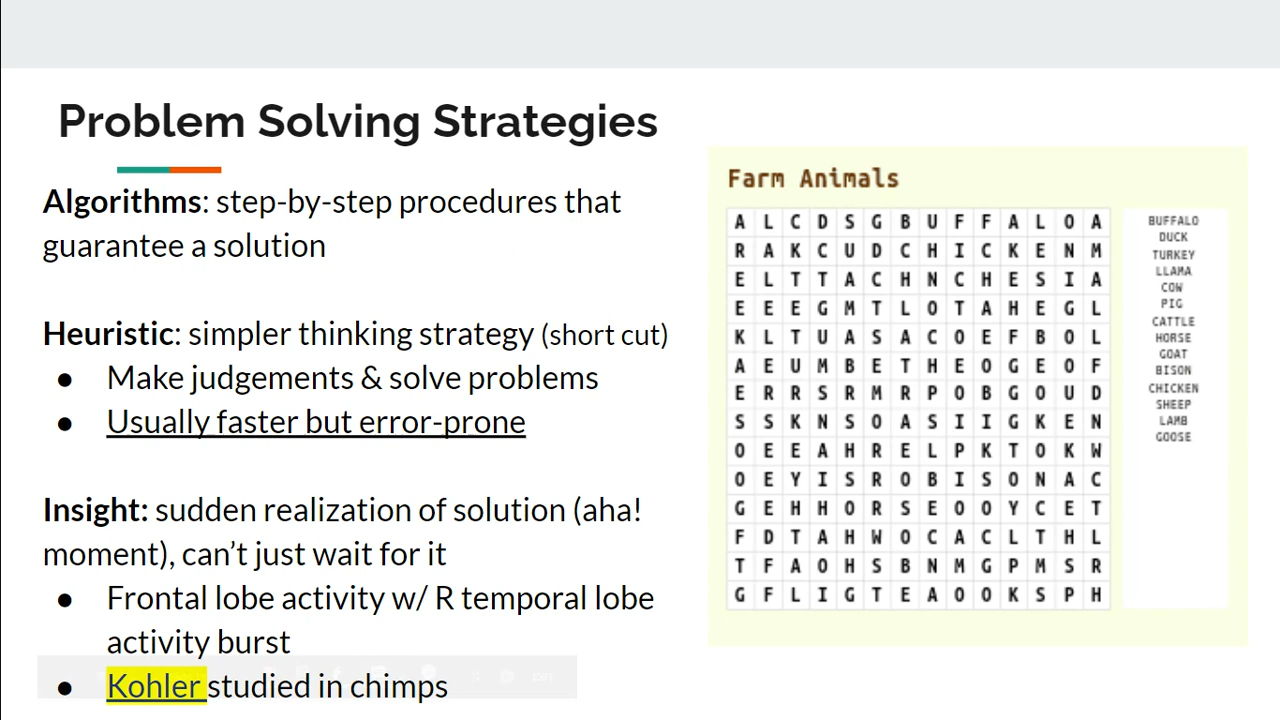 Problem Solving Strategies
Algorithms: step-by-step procedures that
guarantee a solution
Heuristic: simpler thinking strategy (short cut)
● Make judgements & solve problems
● Usually faster but error-prone
Insight: sudden realization of solution (aha!
moment), can’t just wait for it
● Frontal lobe activity w/ R temporal lobe
activity burst
● Kohler studied in chimps
Farm Animals
A L C D S G B U F F A L O A
R A K C U D C H I C K E N M
E L T T A C H N C H E S I A
E E E G M T L O T A H E G L
K L T U A S A C O E F B O L
A E U M B E T H E O G E O F
E R R S R M R P O B G O U D
S S K N S O A S I I G K E N
O E E A H R E L P K T O K W
O E Y I S R O B I S O N A C
G E H H O R S E O O Y C E T
F D T A H W O C A C L T H L
T F A O H S B N M G P M S R
G F L I G T E A O O K S P H
BUFFALO
DUCK
TURKEY
LLAMA
COW
PIG
CATTLE
HORSE
GOAT
BISON
CHICKEN
SHEEP
LAMB
GOOSE